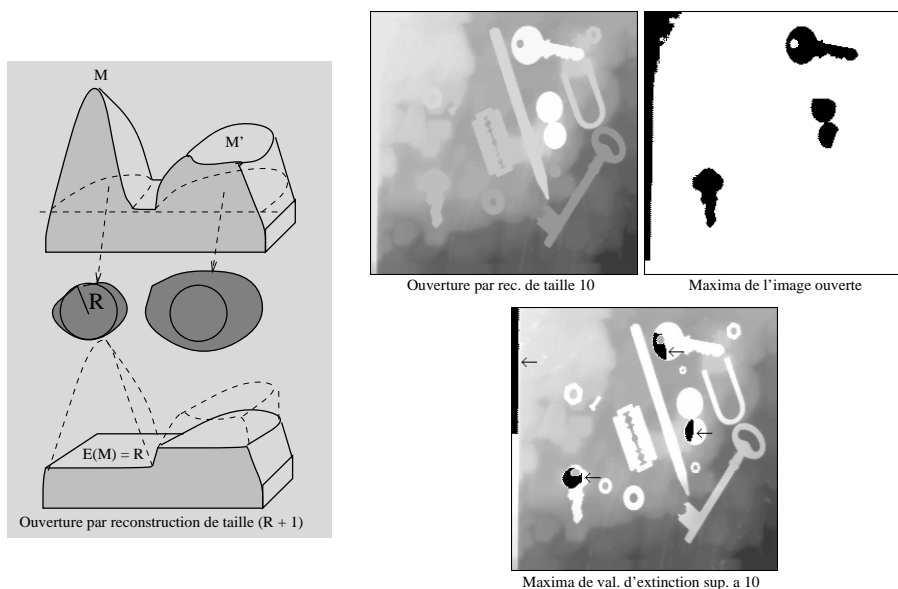 M
M'
R
E(M) = R
Ouverture par reconstruction de taille (R + 1)
Ouverture par rec. de taille 10
Maxima de l'image ouverte
Maxima de val. d'extinction sup. a 10